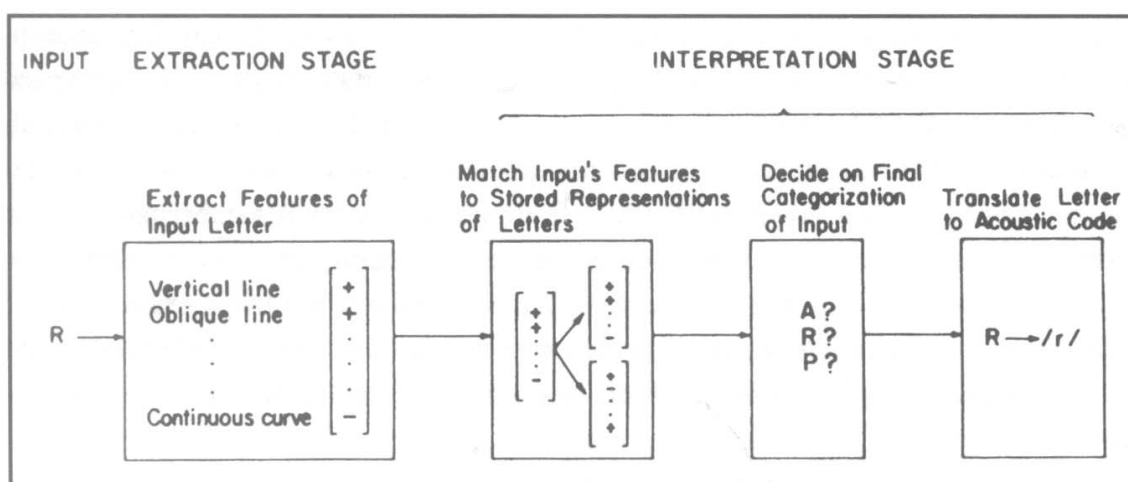 INPUT EXTRACTION STAGE INTERPRETATION STAGE
Extract Features of
Input Letter
Match Input's Features
to Stored Representations
of Letters
Decide on Final
Categorization
of Input
Translate Letter
to Acoustic Code
R
Vertical line +
Oblique line +
. .
. .
. .
Continuous curve −
+
+
.
.
.
−
+
+
.
.
−
+
−
.
.
+
A?
R?
P?
R → /r/